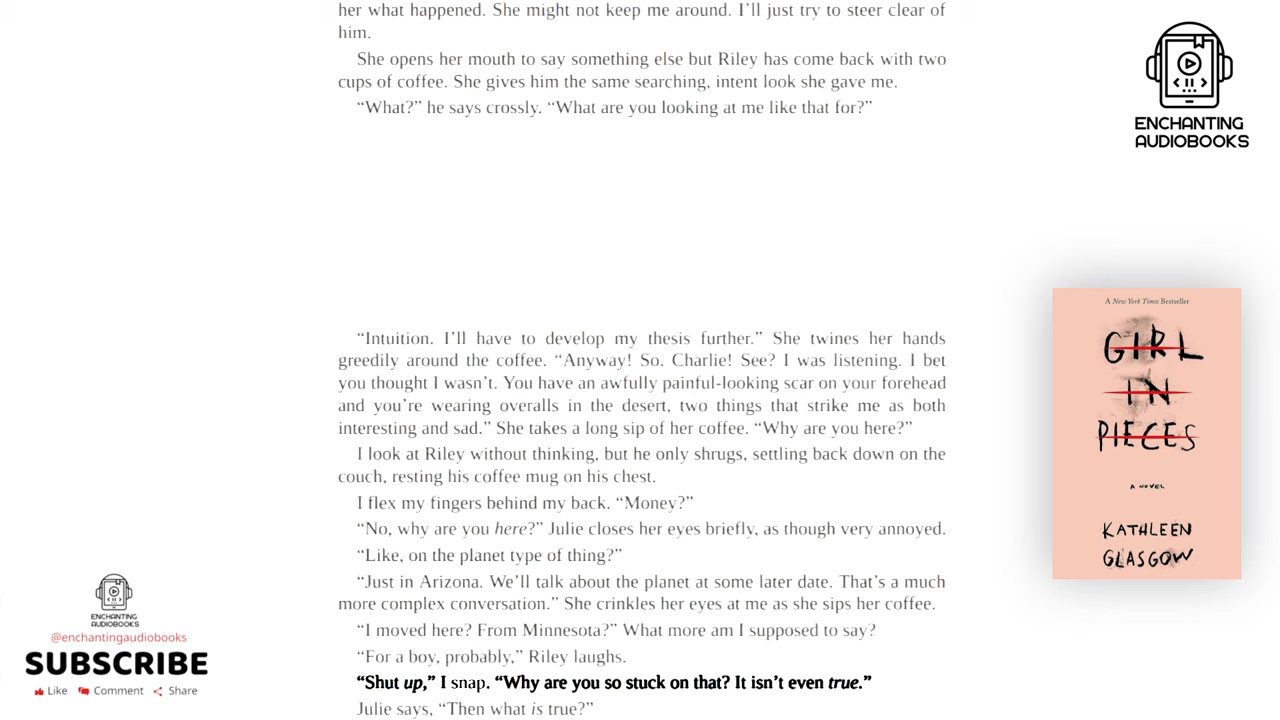 her what happened. She might not keep me around. I’ll just try to steer clear of
him.
She opens her mouth to say something else but Riley has come back with two
cups of coffee. She gives him the same searching, intent look she gave me.
“What?” he says crossly. “What are you looking at me like that for?”
“Intuition. I’ll have to develop my thesis further.” She twines her hands
greedily around the coffee. “Anyway! So. Charlie! See? I was listening. I bet
you thought I wasn’t. You have an awfully painful-looking scar on your forehead
and you’re wearing overalls in the desert, two things that strike me as both
interesting and sad.” She takes a long sip of her coffee. “Why are you here?”
I look at Riley without thinking, but he only shrugs, settling back down on the
couch, resting his coffee mug on his chest.
I flex my fingers behind my back. “Money?”
“No, why are you here?” Julie closes her eyes briefly, as though very annoyed.
“Like, on the planet type of thing?”
“Just in Arizona. We’ll talk about the planet at some later date. That’s a much
more complex conversation.” She crinkles her eyes at me as she sips her coffee.
“I moved here? From Minnesota?” What more am I supposed to say?
“For a boy, probably,” Riley laughs.
“Shut up,” I snap. “Why are you so stuck on that? It isn’t even true.”
Julie says, “Then what is true?”
ENCHANTING
AUDIOBOOKS
A New York Times Bestseller
GIRL
IN
PIECES
A NOVEL
KATHLEEN
GLASGOW
ENCHANTING
AUDIOBOOKS
@enchantingaudiobooks
SUBSCRIBE
Like Comment Share